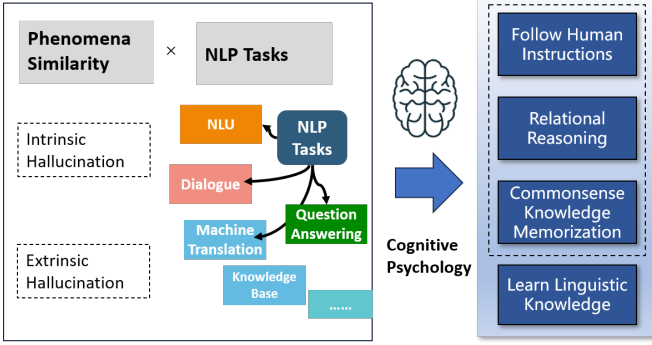 Phenomena
Similarity
×
NLP Tasks
Intrinsic
Hallucination
Extrinsic
Hallucination
NLU
NLP
Tasks
Dialogue
Question
Answering
Machine
Translation
Knowledge
Base
......
Cognitive
Psychology
Follow Human
Instructions
Relational
Reasoning
Commonsense
Knowledge
Memorization
Learn Linguistic
Knowledge